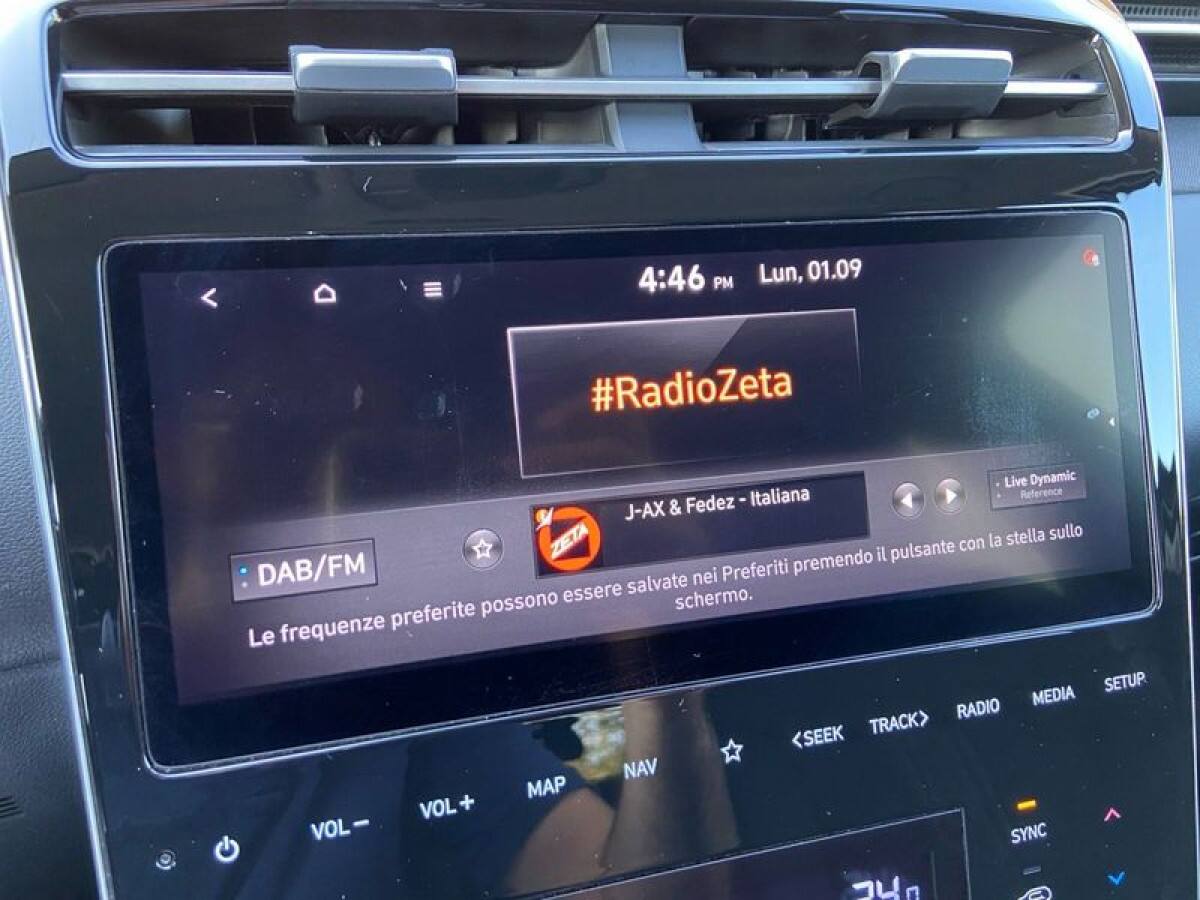 4:46 PM Lun, 01.09
#RadioZeta
J-AX & Fedez - Italiana
ZETA
Live Dynamic
Reference
DAB/FM
Le frequenze preferite possono essere salvate nei Preferiti premendo il pulsante con la stella sullo
schermo.
VOL- VOL+ MAP NAV <SEEK TRACK> RADIO MEDIA SETUP
SYNC